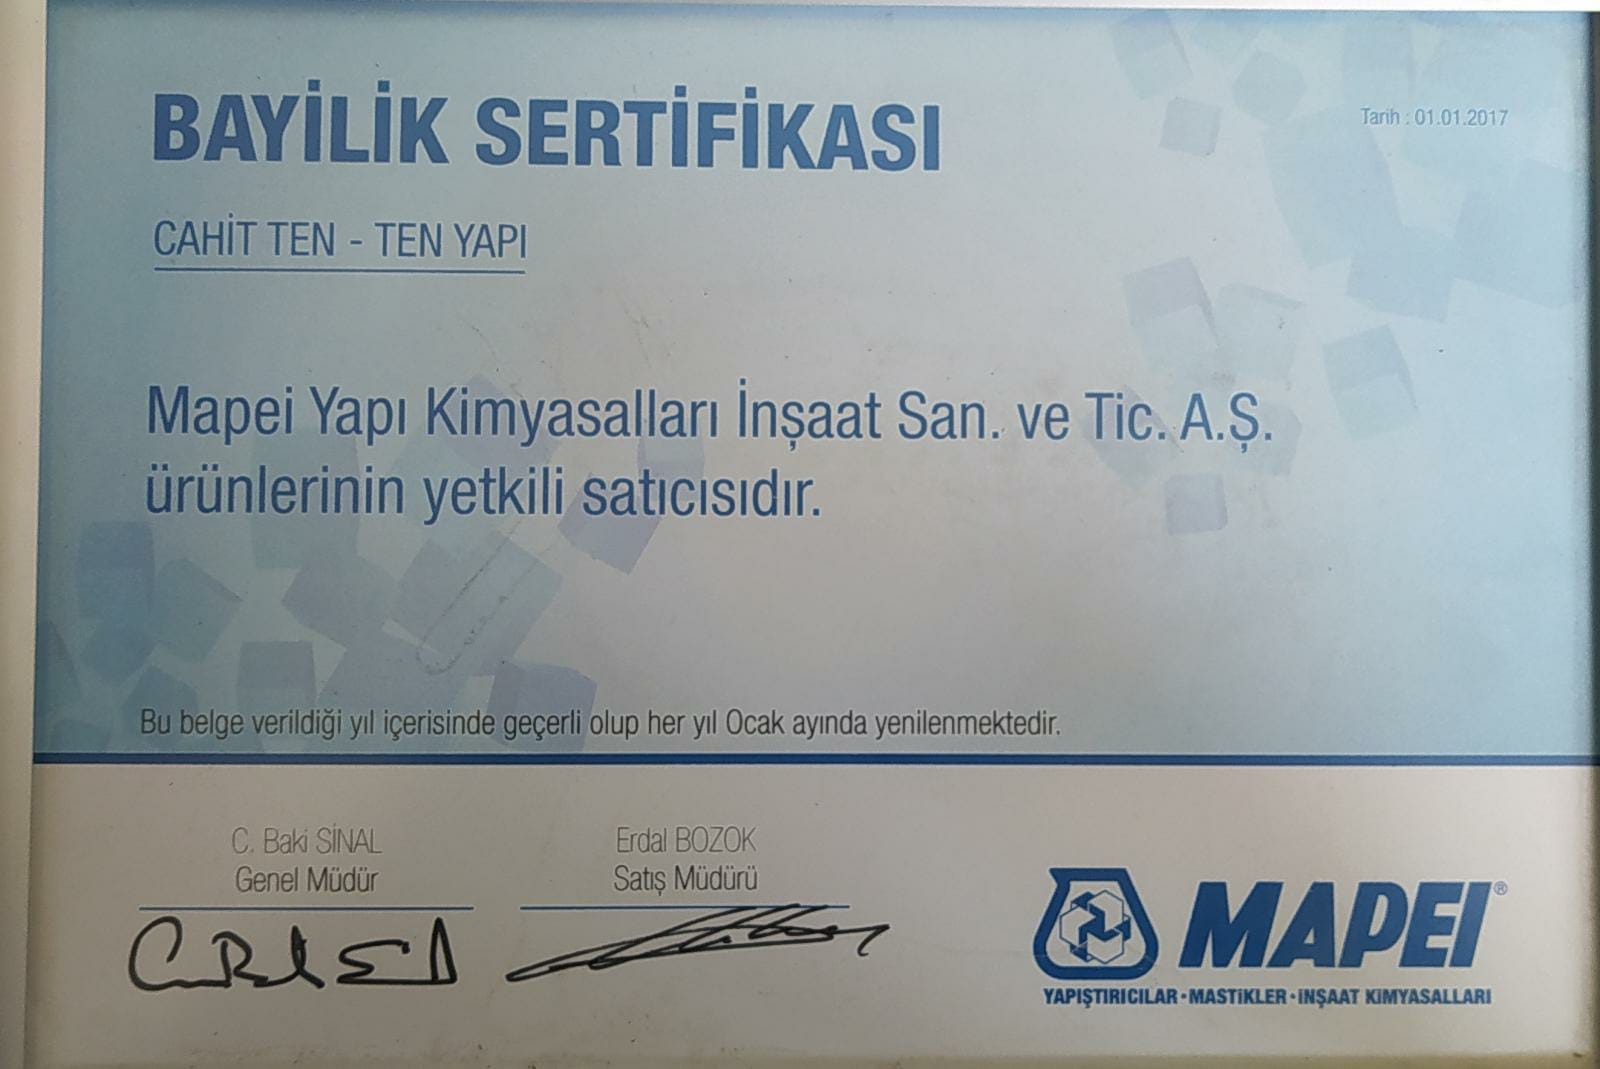 BAYİLİK SERTİFİKASI
Tarih : 01.01.2017
CAHİT TEN - TEN YAPI
Mapei Yapı Kimyasalları İnşaat San. ve Tic. A.Ş.
ürünlerinin yetkili satıcısıdır.
Bu belge verildiği yıl içerisinde geçerli olup her yıl Ocak ayında yenilenmektedir.
C. Baki SİNAL
Genel Müdür
Erdal BOZOK
Satış Müdürü
MAPEI®
YAPIŞTIRICILAR • MASTİKLER • İNŞAAT KİMYASALLARI